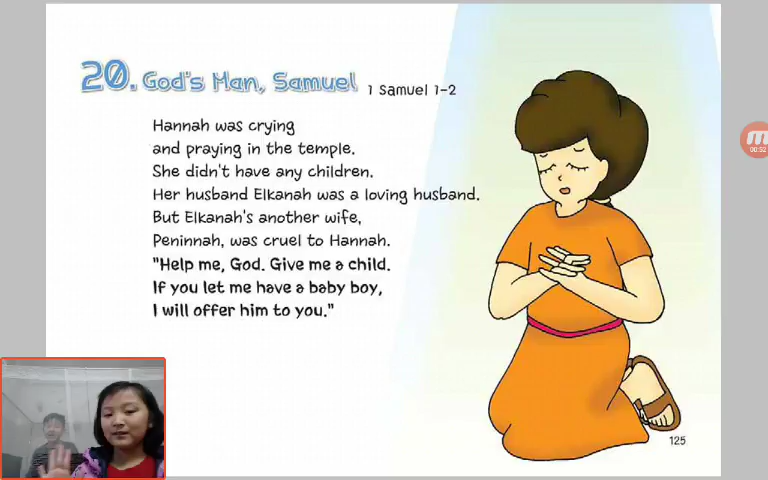 20. God's Man, Samuel 1 Samuel 1-2
Hannah was crying
and praying in the temple.
She didn't have any children.
Her husband Elkanah was a loving husband.
But Elkanah's another wife,
Peninnah, was cruel to Hannah.
"Help me, God. Give me a child.
If you let me have a baby boy,
I will offer him to you."
125
00:52